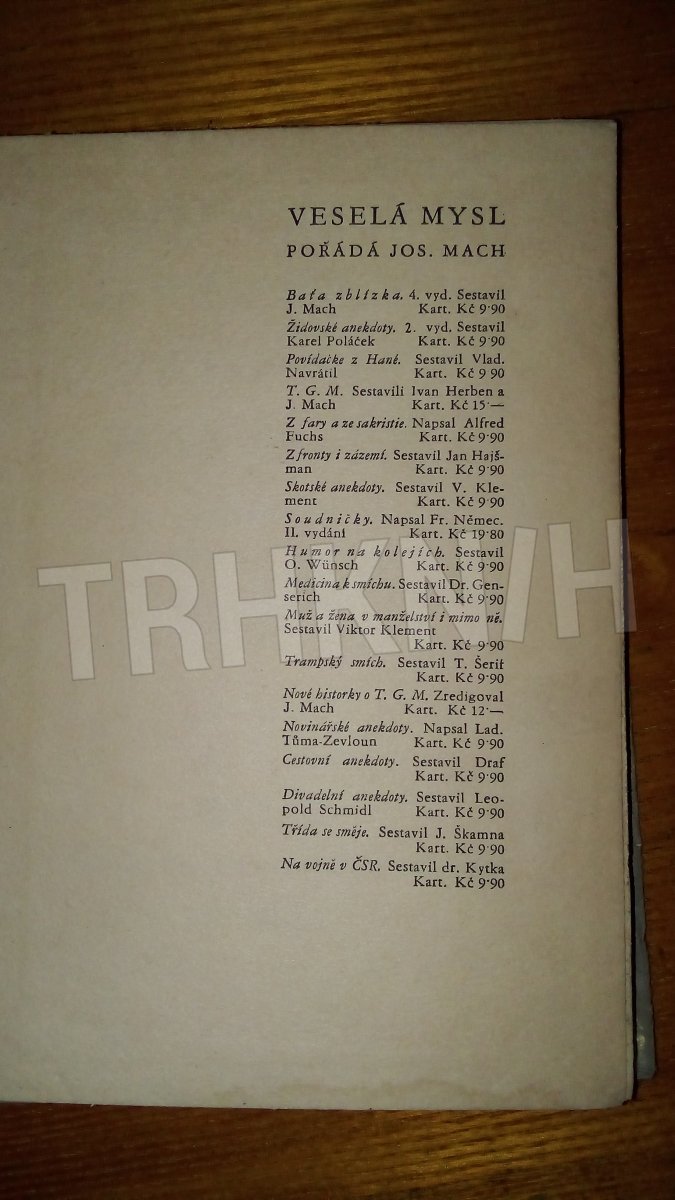 VESELÁ MYSL
POŘÁDÁ JOS. MACH
Baťa zblízka. 4. vyd. Sestavil
J. Mach Kart. Kč 9·90
Židovské anekdoty. 2. vyd. Sestavil
Karel Poláček Kart. Kč 9·90
Povídačke z Hané. Sestavil Vlad.
Navrátil Kart. Kč 9 90
T. G. M. Sestavili Ivan Herben a
J. Mach Kart. Kč 15·—
Z fary a ze sakristie. Napsal Alfred
Fuchs Kart. Kč 9·90
Z fronty i zázemí. Sestavil Jan Hajš-
man Kart. Kč 9·90
Skotské anekdoty. Sestavil V. Kle-
ment Kart. Kč 9·90
Soudničky. Napsal Fr. Němec.
II. vydání Kart. Kč 19·80
Humor na kolejích. Sestavil
O. Wünsch Kart. Kč 9·90
Medicina k smíchu. Sestavil Dr. Gen-
serich Kart. Kč 9·90
Muž a žena v manželství i mimo ně.
Sestavil Viktor Klement
Kart. Kč 9·90
Trampský smích. Sestavil T. Šerif
Kart. Kč 9·90
Nové historky o T. G. M. Zredigoval
J. Mach Kart. Kč 12·—
Novinářské anekdoty. Napsal Lad.
Tůma-Zevloun Kart. Kč 9·90
Cestovní anekdoty. Sestavil Draf
Kart. Kč 9·90
Divadelní anekdoty. Sestavil Leo-
pold Schmidl Kart. Kč 9·90
Třída se směje. Sestavil J. Škamna
Kart. Kč 9·90
Na vojně v ČSR. Sestavil dr. Kytka
Kart. Kč 9·90
TRHKNIH